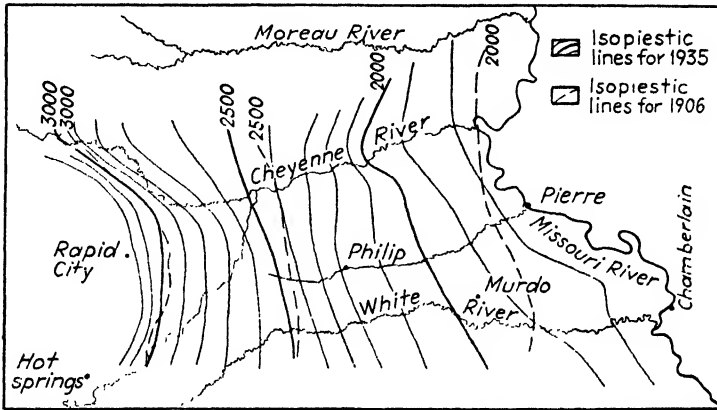 Moreau River
2000
2000
Isopiestic
lines for 1935
Isopiestic
lines for 1906
3000
3000
2500
2500
Cheyenne River
Pierre
Missouri River
Chamberlain
Rapid
City
Philip
Murdo
White River
Hot
springs